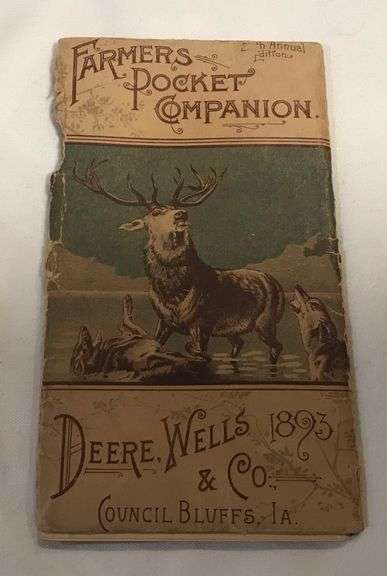 Annual
Edition
FARMERS
POCKET
COMPANION.
DEERE, WELLS 1893
& CO.,
COUNCIL BLUFFS, IA.